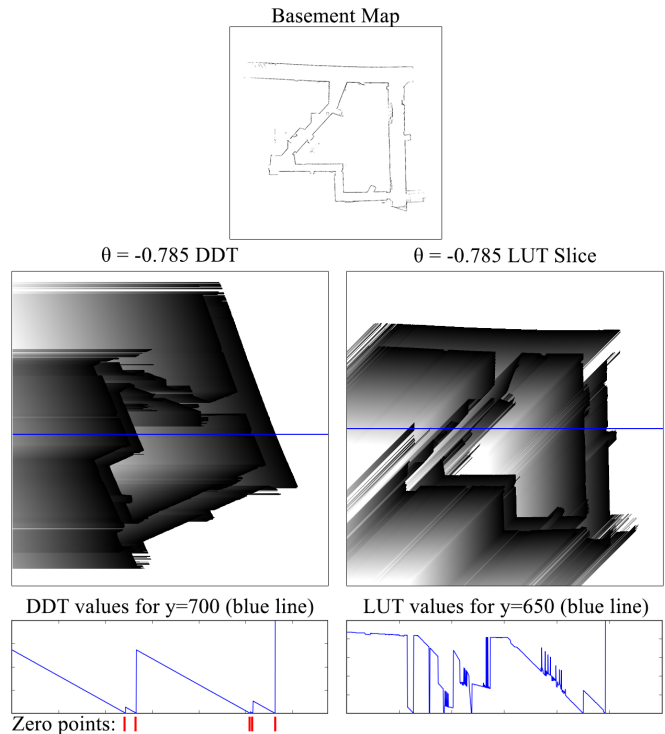 Basement Map
θ = -0.785 DDT
θ = -0.785 LUT Slice
DDT values for y=700 (blue line)
LUT values for y=650 (blue line)
Zero points: